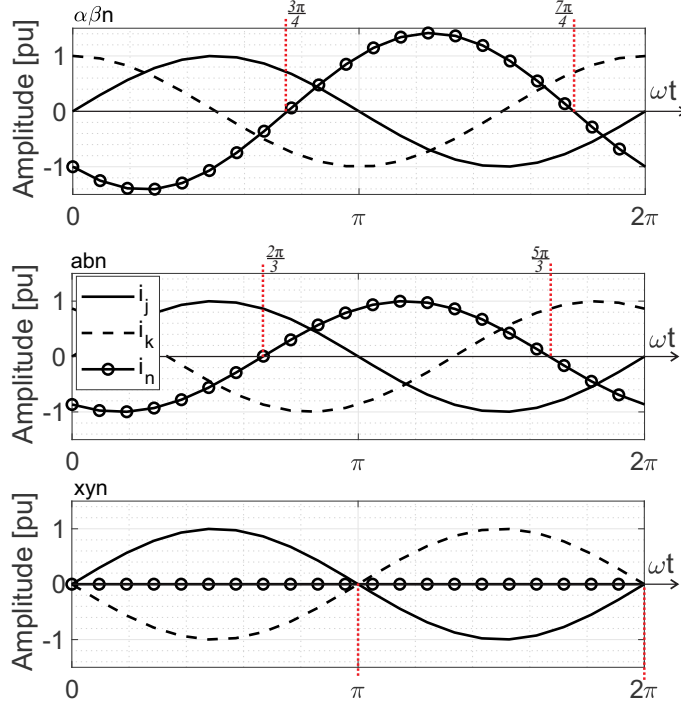 αβn
3π/4
7π/4
Amplitude [pu]
1
0
-1
ωt
0
π
2π
abn
2π/3
5π/3
Amplitude [pu]
1
0
-1
i_j
i_k
i_n
ωt
0
π
2π
xyn
Amplitude [pu]
1
0
-1
ωt
0
π
2π